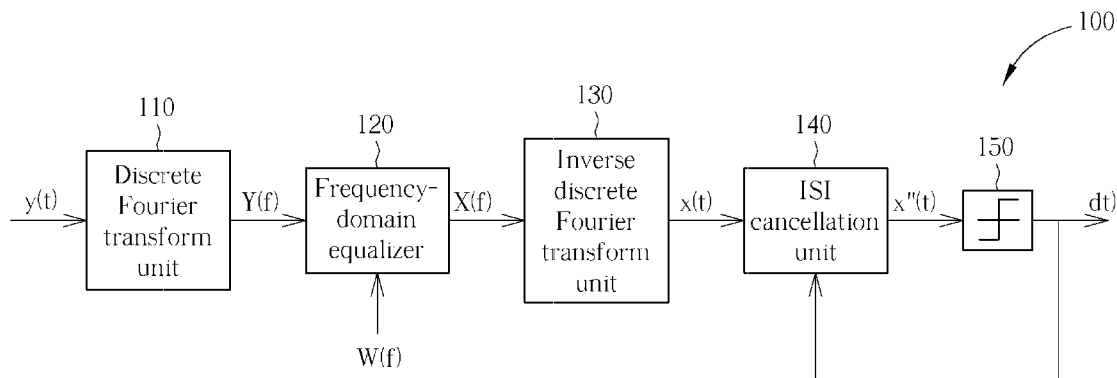 100
110
Discrete
Fourier
transform
unit
120
Frequency-
domain
equalizer
130
Inverse
discrete
Fourier
transform
unit
140
ISI
cancellation
unit
150
y(t)
Y(f)
X(f)
x(t)
x"(t)
dt)
W(f)